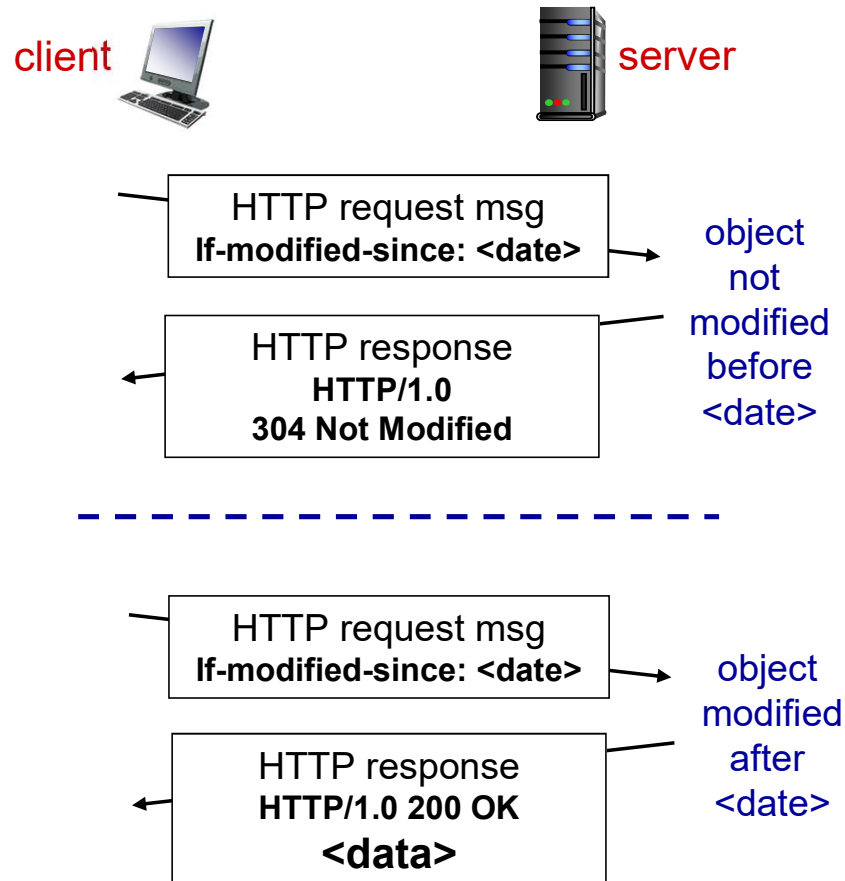 client
server
HTTP request msg
If-modified-since: <date>
object
not
modified
before
<date>
HTTP response
HTTP/1.0
304 Not Modified
HTTP request msg
If-modified-since: <date>
object
modified
after
<date>
HTTP response
HTTP/1.0 200 OK
<data>